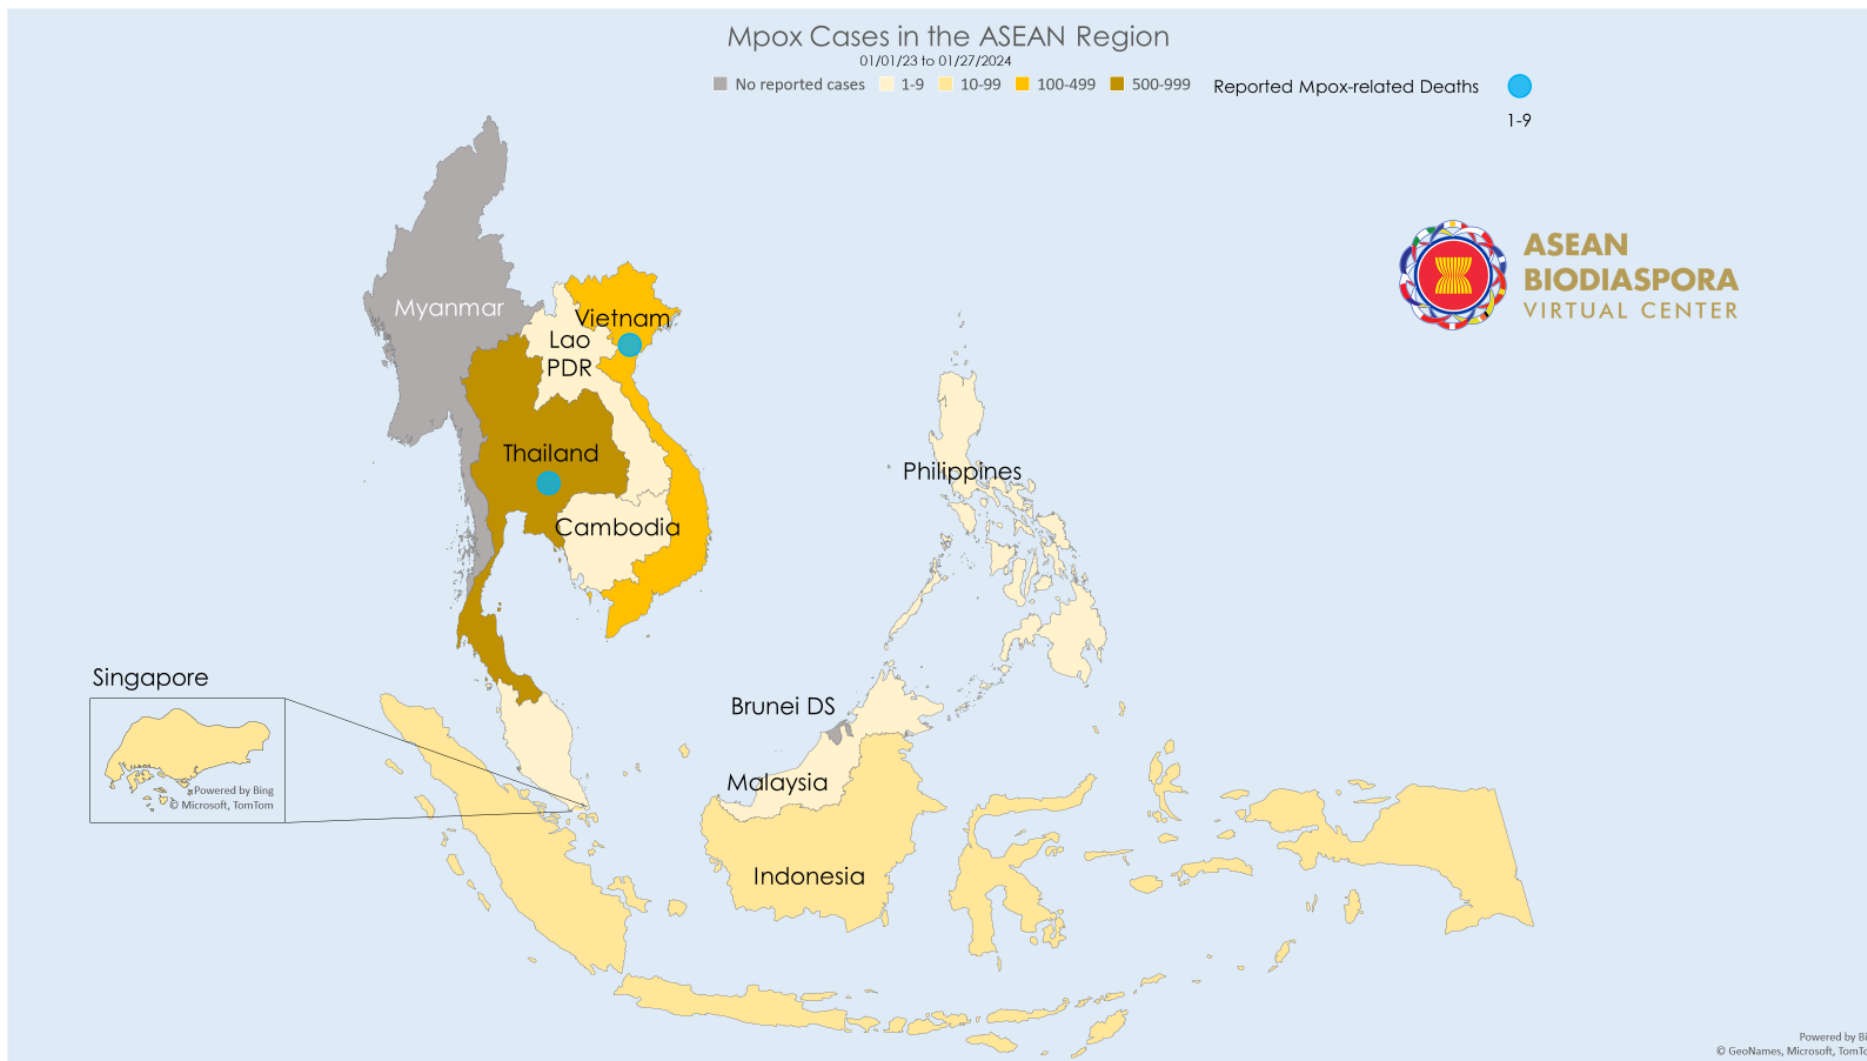 Mpox Cases in the ASEAN Region
01/01/23 to 01/27/2024
No reported cases 1-9 10-99 100-499 500-999 Reported Mpox-related Deaths
1-9
ASEAN
BIODIASPORA
VIRTUAL CENTER
Myanmar
Vietnam
Lao
PDR
Thailand
Philippines
Cambodia
Singapore
Powered by Bing
© Microsoft, TomTom
Brunei DS
Malaysia
Indonesia
Powered by
© GeoNames, Microsoft,